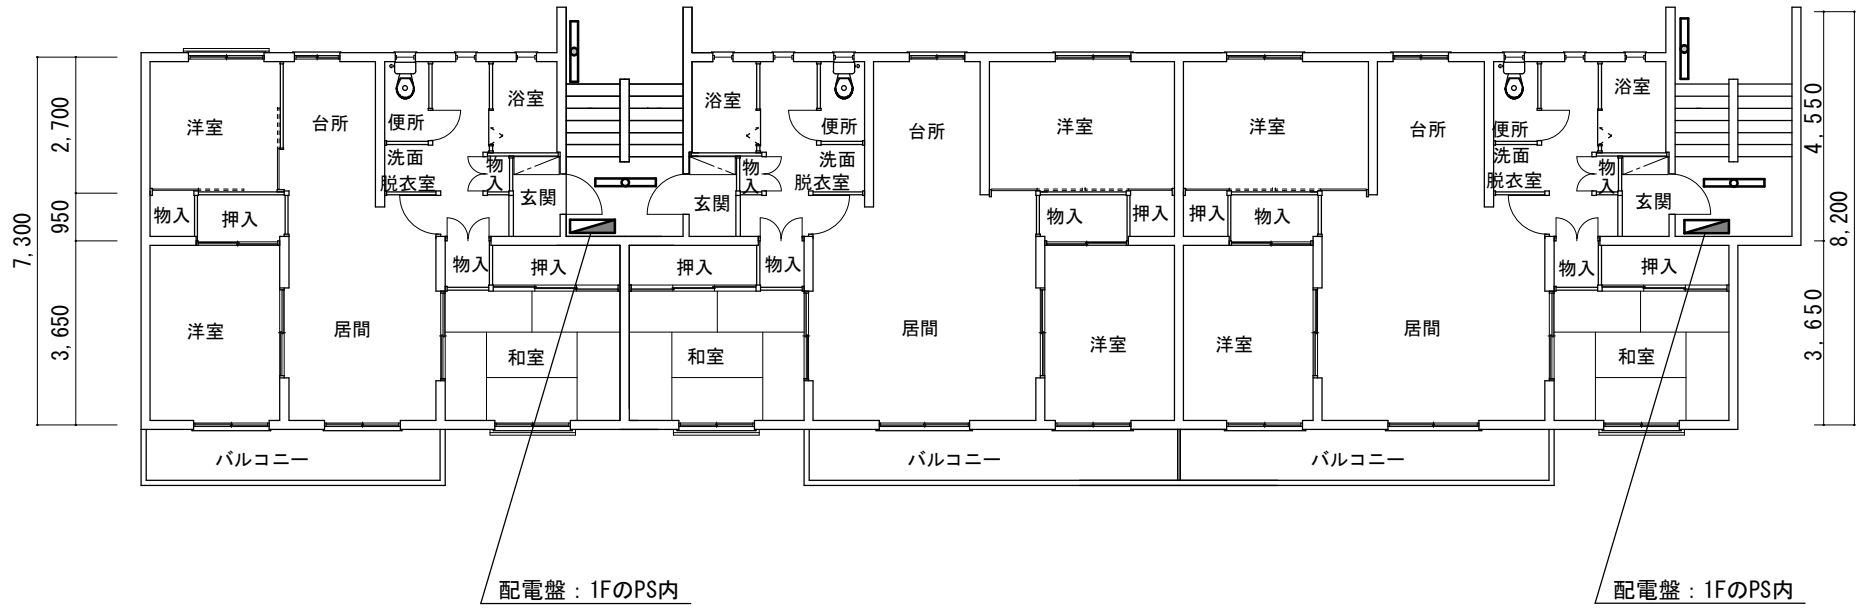 浴室
浴室
浴室
洋室
台所
便所
便所
台所
洋室
洋室
台所
便所
洗面
脱衣室
物入
物入
洗面
脱衣室
洗面
脱衣室
物入
玄関
玄関
玄関
物入
押入
物入
押入
押入
物入
物入
押入
押入
物入
物入
押入
洋室
居間
和室
和室
居間
洋室
洋室
居間
和室
バルコニー
バルコニー
バルコニー
2,700
950
3,650
7,300
4,550
3,650
8,200
配電盤：1FのPS内
配電盤：1FのPS内